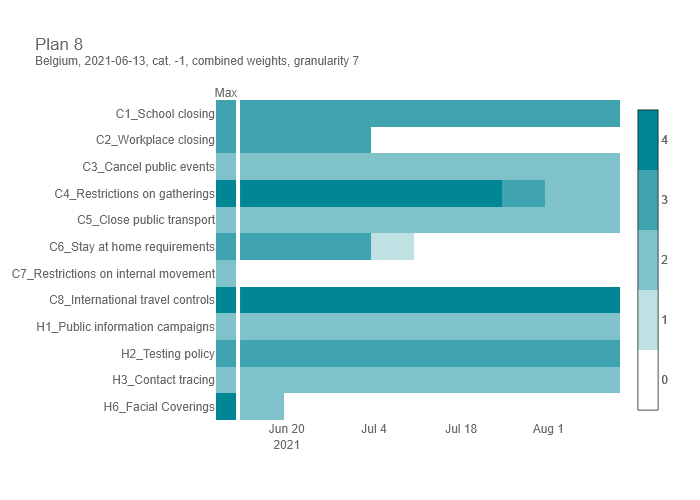 Plan 8
Belgium, 2021-06-13, cat. -1, combined weights, granularity 7
Max
C1_School closing
C2_Workplace closing
C3_Cancel public events
C4_Restrictions on gatherings
C5_Close public transport
C6_Stay at home requirements
C7_Restrictions on internal movement
C8_International travel controls
H1_Public information campaigns
H2_Testing policy
H3_Contact tracing
H6_Facial Coverings
4
3
2
1
0
Jun 20 Jul 4 Jul 18 Aug 1
2021